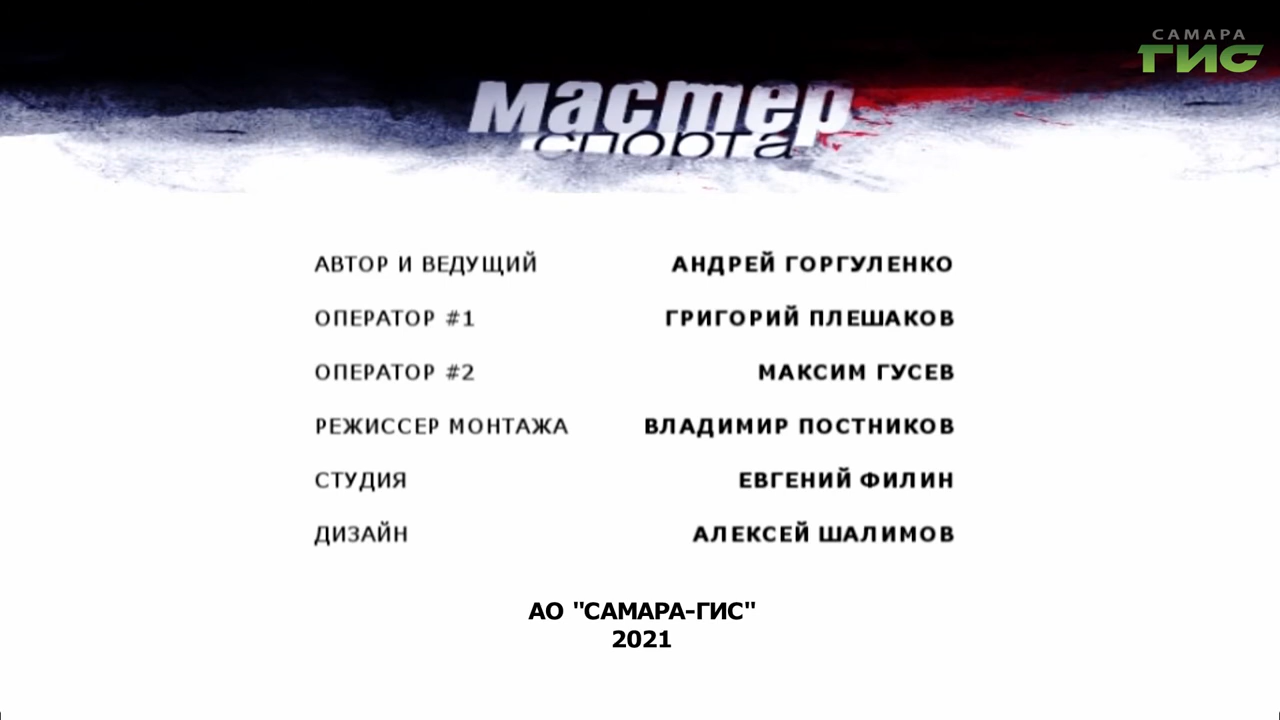 САМАРА
ГИС
мастер
спорта
АВТОР И ВЕДУЩИЙ АНДРЕЙ ГОРГУЛЕНКО
ОПЕРАТОР #1 ГРИГОРИЙ ПЛЕШАКОВ
ОПЕРАТОР #2 МАКСИМ ГУСЕВ
РЕЖИССЕР МОНТАЖА ВЛАДИМИР ПОСТНИКОВ
СТУДИЯ ЕВГЕНИЙ ФИЛИН
ДИЗАЙН АЛЕКСЕЙ ШАЛИМОВ
АО "САМАРА-ГИС"
2021